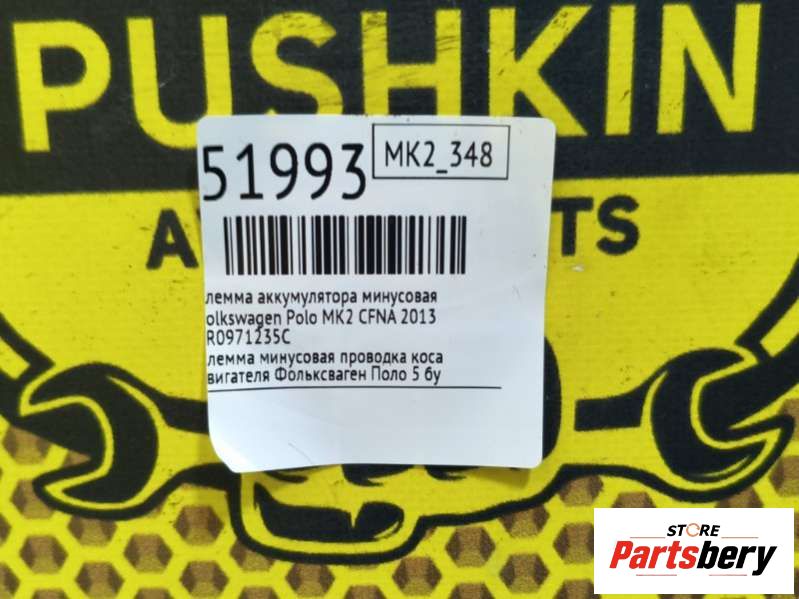 PUSHKIN
A TS
51993
MK2_348
лемма аккумулятора минусовая
olkswagen Polo MK2 CFNA 2013
R0971235C
лемма минусовая проводка коса
вигателя Фольксваген Поло 5 бу
STORE
Partsbery